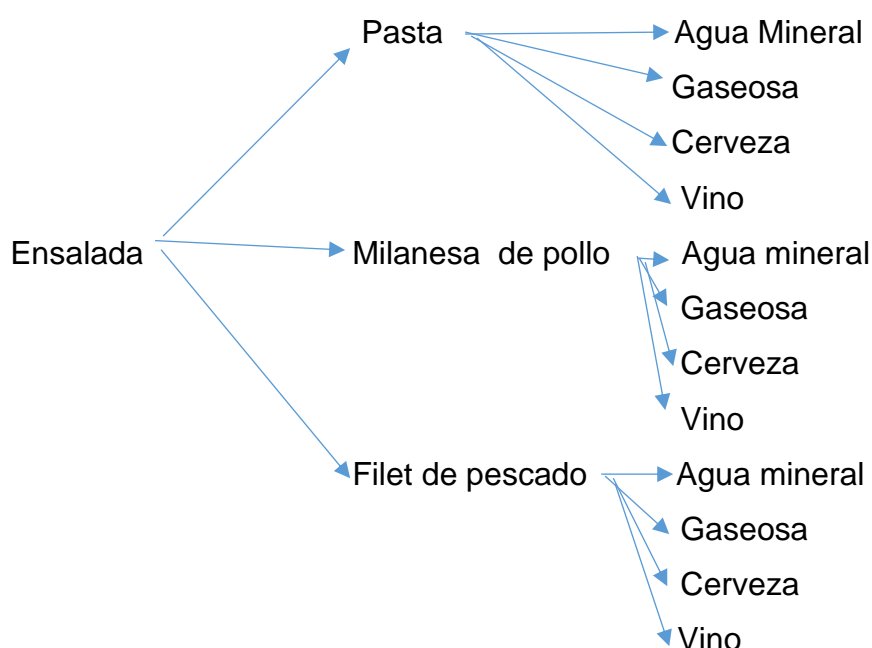 Pasta Agua Mineral
Gaseosa
Cerveza
Vino
Ensalada Milanesa de pollo Agua mineral
Gaseosa
Cerveza
Vino
Filet de pescado Agua mineral
Gaseosa
Cerveza
Vino